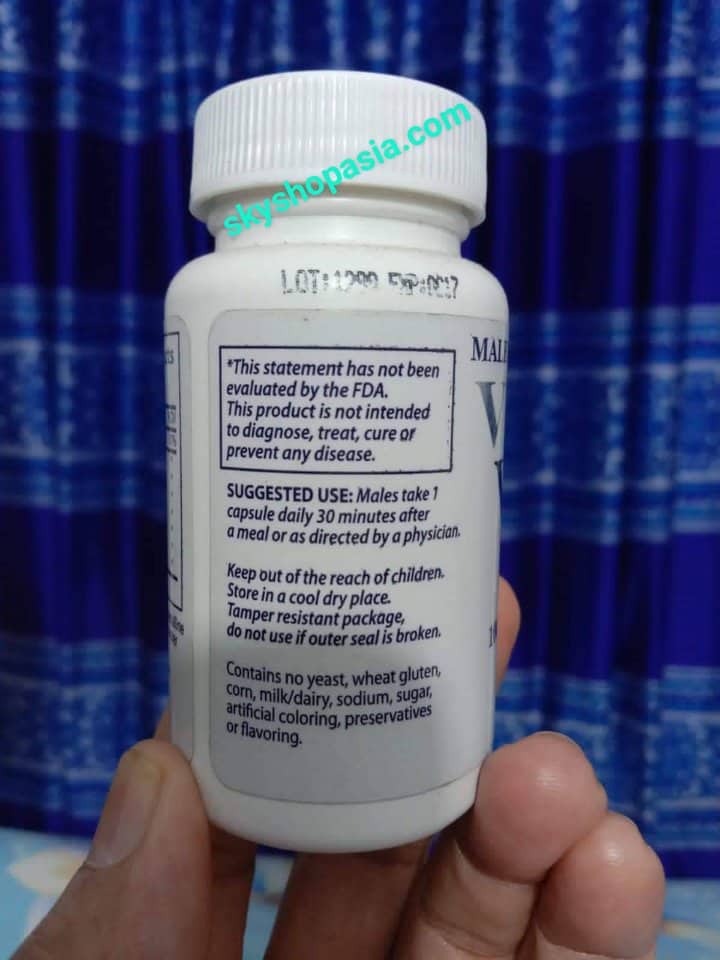 skyshopasia.com
LOT:
*This statement has not been
evaluated by the FDA.
This product is not intended
to diagnose, treat, cure or
prevent any disease.
SUGGESTED USE: Males take 1
capsule daily 30 minutes after
a meal or as directed by a physician.
Keep out of the reach of children.
Store in a cool dry place.
Tamper resistant package,
do not use if outer seal is broken.
Contains no yeast, wheat gluten,
corn, milk/dairy, sodium, sugar,
artificial coloring, preservatives
or flavoring.
MALE
V